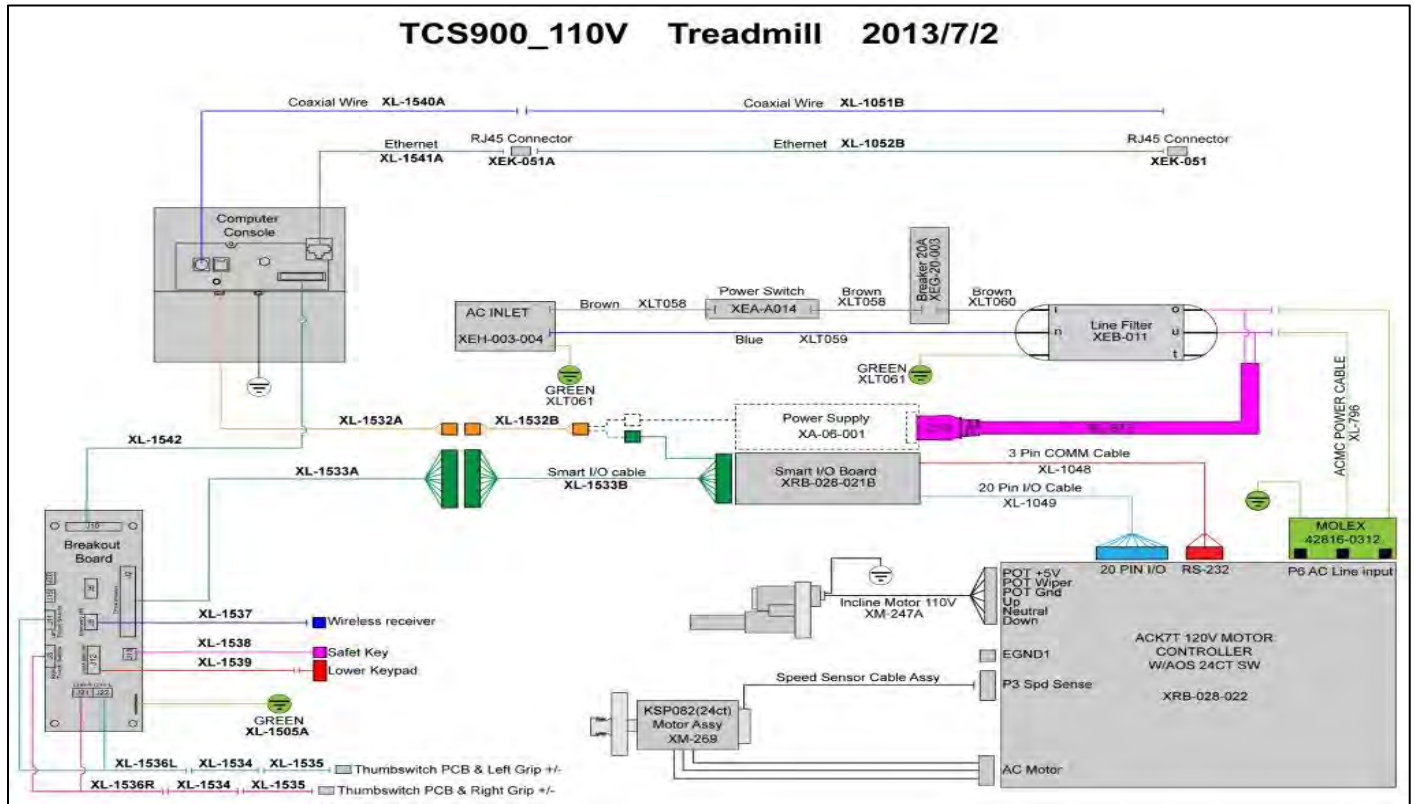 TCS900_110V Treadmill 2013/7/2
Coaxial Wire XL-1540A
Coaxial Wire XL-1051B
Ethernet
XL-1541A
RJ45 Connector
XEK-051A
Ethernet XL-1052B
RJ45 Connector
XEK-051
Computer
Console
AC INLET
XEH-003-004
Brown XLT058
Power Switch
XEA-A014
Brown
XLT058
Breaker 20A
XEG-20-003
Brown
XLT060
Blue XLT059
i
n
Line Filter
XEB-011
o
u
t
GREEN
XLT061
GREEN
XLT061
ACMC POWER CABLE
XL-796
XL-1532A
XL-1532B
Power Supply
XA-06-001
XL-1542
XL-1533A
Smart I/O cable
XL-1533B
Smart I/O Board
XRB-028-021B
3 Pin COMM Cable
XL-1048
20 Pin I/O Cable
XL-1049
MOLEX
42816-0312
20 PIN I/O
RS-232
P6 AC Line input
J10
Breakout
Board
J2
J12
J21 J22
XL-1537
Wireless receiver
XL-1538
Safet Key
XL-1539
Lower Keypad
GREEN
XL-1505A
XL-1536L XL-1534 XL-1535 Thumbswitch PCB & Left Grip +/-
XL-1536R XL-1534 XL-1535 Thumbswitch PCB & Right Grip +/-
Incline Motor 110V
XM-247A
POT +5V
POT Wiper
POT Gnd
Up
Neutral
Down
EGND1
Speed Sensor Cable Assy
P3 Spd Sense
KSP082(24ct)
Motor Assy
XM-269
AC Motor
ACK7T 120V MOTOR
CONTROLLER
W/AOS 24CT SW
XRB-028-022